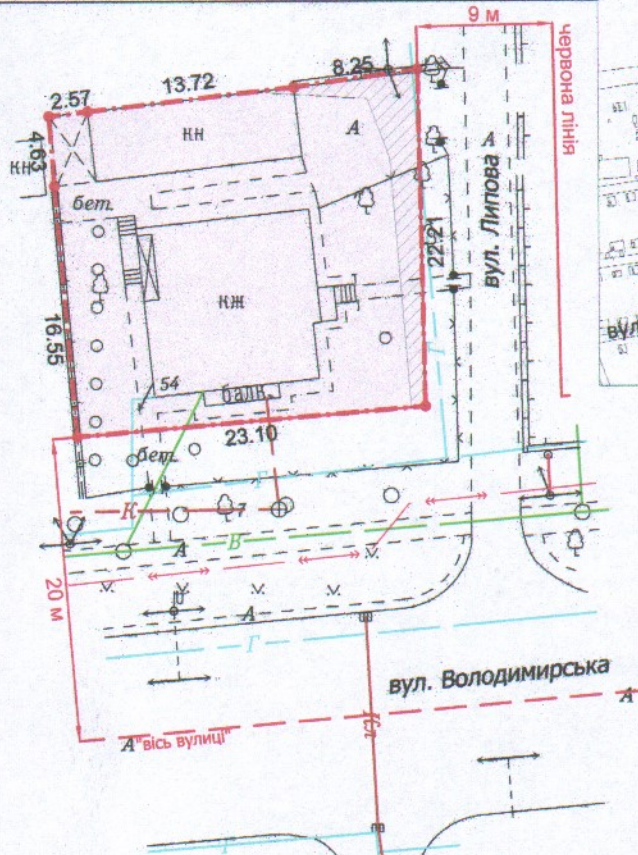 9 м
червона лінія
2.57
13.72
8.25
4.63
кн
кн
А
А
вул. Липова
бет.
22.21
кж
16.55
54
балк.
Г
23.10
бет.
Г
К
7
В
А
20 м
А
Г
вул. Володимирська
А
Кл
А "вісь вулиці"
Г